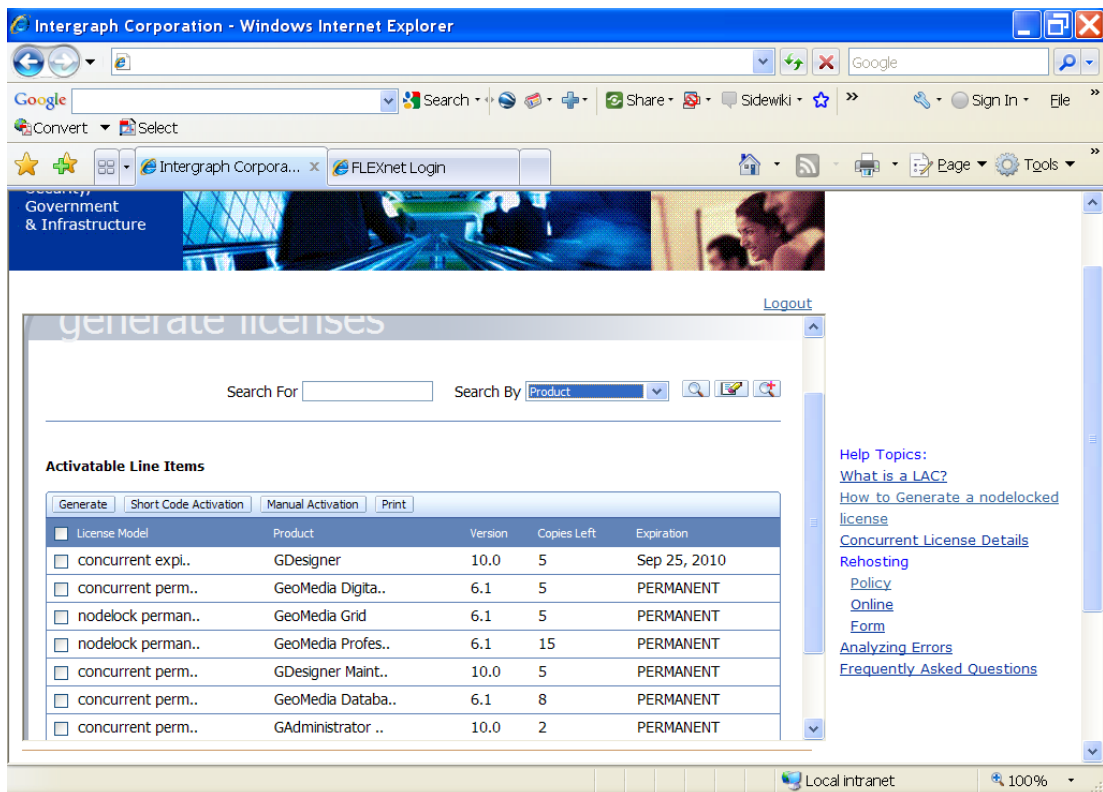 Intergraph Corporation - Windows Internet Explorer
Google
Google Search Share Sidewiki » Sign In File »
Convert Select
Intergraph Corpora... x FLEXnet Login Page Tools »
Government
& Infrastructure
Logout
generate licenses
Search For Search By Product
Activatable Line Items
Generate Short Code Activation Manual Activation Print
License Model Product Version Copies Left Expiration
concurrent expi.. GDesigner 10.0 5 Sep 25, 2010
concurrent perm.. GeoMedia Digita.. 6.1 5 PERMANENT
nodelock perman.. GeoMedia Grid 6.1 5 PERMANENT
nodelock perman.. GeoMedia Profes.. 6.1 15 PERMANENT
concurrent perm.. GDesigner Maint.. 10.0 5 PERMANENT
concurrent perm.. GeoMedia Databa.. 6.1 8 PERMANENT
concurrent perm.. GAdministrator .. 10.0 2 PERMANENT
Help Topics:
What is a LAC?
How to Generate a nodelocked
license
Concurrent License Details
Rehosting
Policy
Online
Form
Analyzing Errors
Frequently Asked Questions
Local intranet 100%